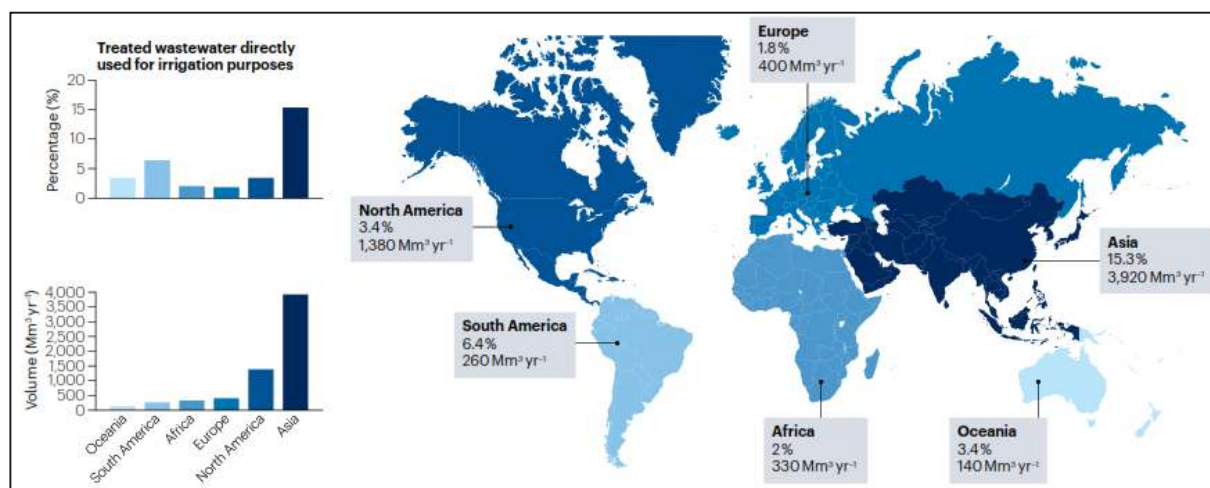 Treated wastewater directly
used for irrigation purposes
Percentage (%)
20
15
10
5
0
Volume (Mm³ yr⁻¹)
4,000
3,500
3,000
2,500
2,000
1,500
1,000
500
0
Oceania
South America
Africa
Europe
North America
Asia
Europe
1.8%
400 Mm³ yr⁻¹
North America
3.4%
1,380 Mm³ yr⁻¹
Asia
15.3%
3,920 Mm³ yr⁻¹
South America
6.4%
260 Mm³ yr⁻¹
Africa
2%
330 Mm³ yr⁻¹
Oceania
3.4%
140 Mm³ yr⁻¹